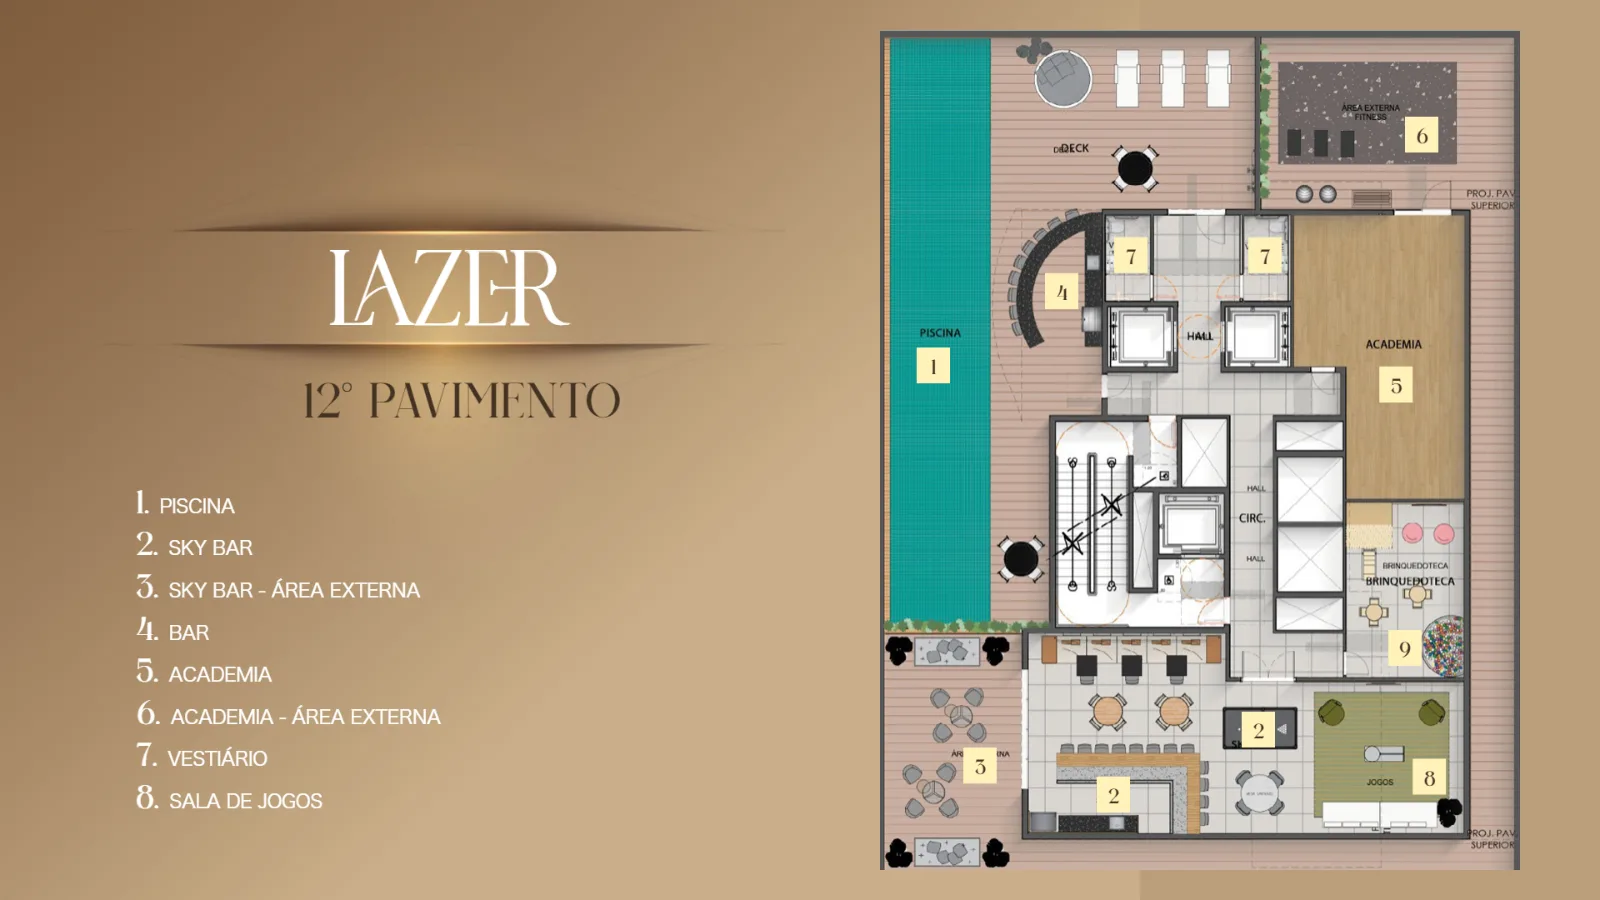 LAZER
12° PAVIMENTO
1. PISCINA
2. SKY BAR
3. SKY BAR - ÁREA EXTERNA
4. BAR
5. ACADEMIA
6. ACADEMIA - ÁREA EXTERNA
7. VESTIÁRIO
8. SALA DE JOGOS
ÁREA EXTERNA
FITNESS
6
DECK
PROJ. PAV.
SUPERIOR
7
7
4
PISCINA
1
HALL
ACADEMIA
5
HALL
CIRC.
HALL
BRINQUEDOTECA
BRINQUEDOTECA
9
2
3
JOGOS
8
2
PROJ. PAV.
SUPERIOR